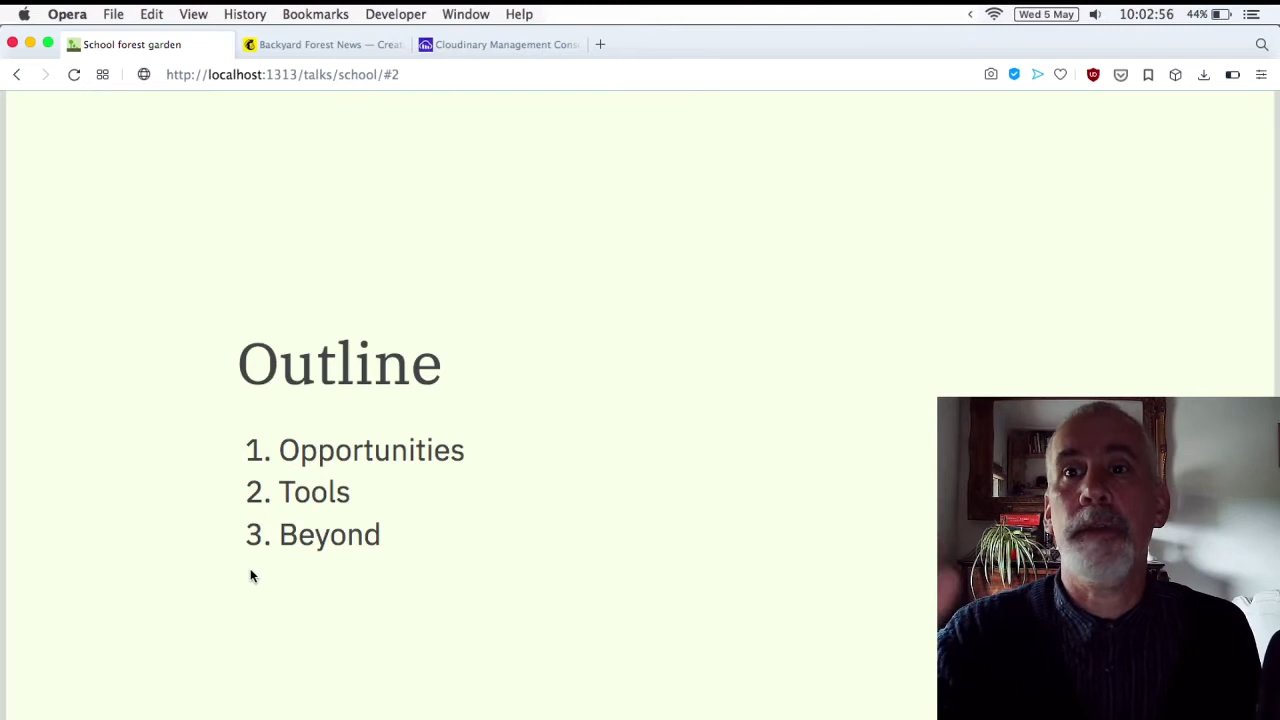 Opera File Edit View History Bookmarks Developer Window Help Wed 5 May 10:02:56 44%
School forest garden Backyard Forest News — Creat Cloudinary Management Cons
http://localhost:1313/talks/school/#2
Outline
1. Opportunities
2. Tools
3. Beyond